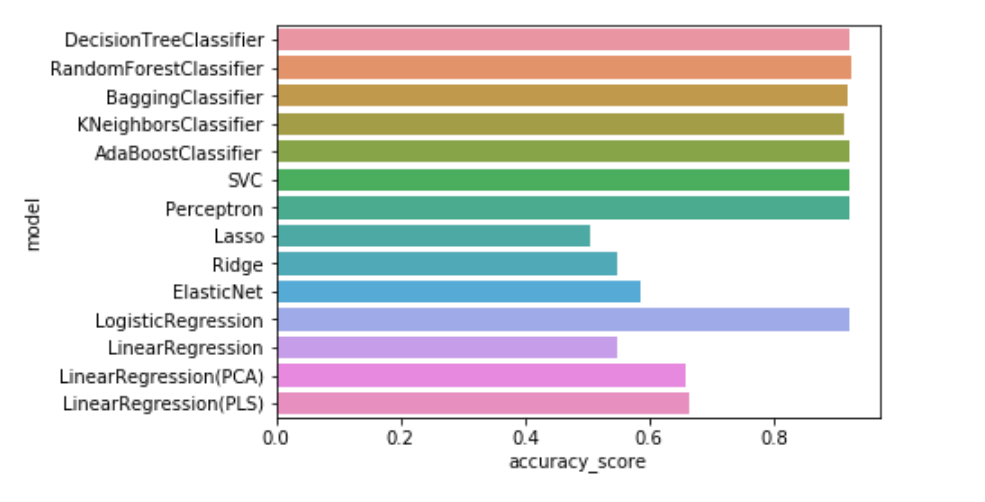 DecisionTreeClassifier
RandomForestClassifier
BaggingClassifier
KNeighborsClassifier
AdaBoostClassifier
SVC
Perceptron
Lasso
Ridge
ElasticNet
LogisticRegression
LinearRegression
LinearRegression(PCA)
LinearRegression(PLS)
model
0.0 0.2 0.4 0.6 0.8
accuracy_score